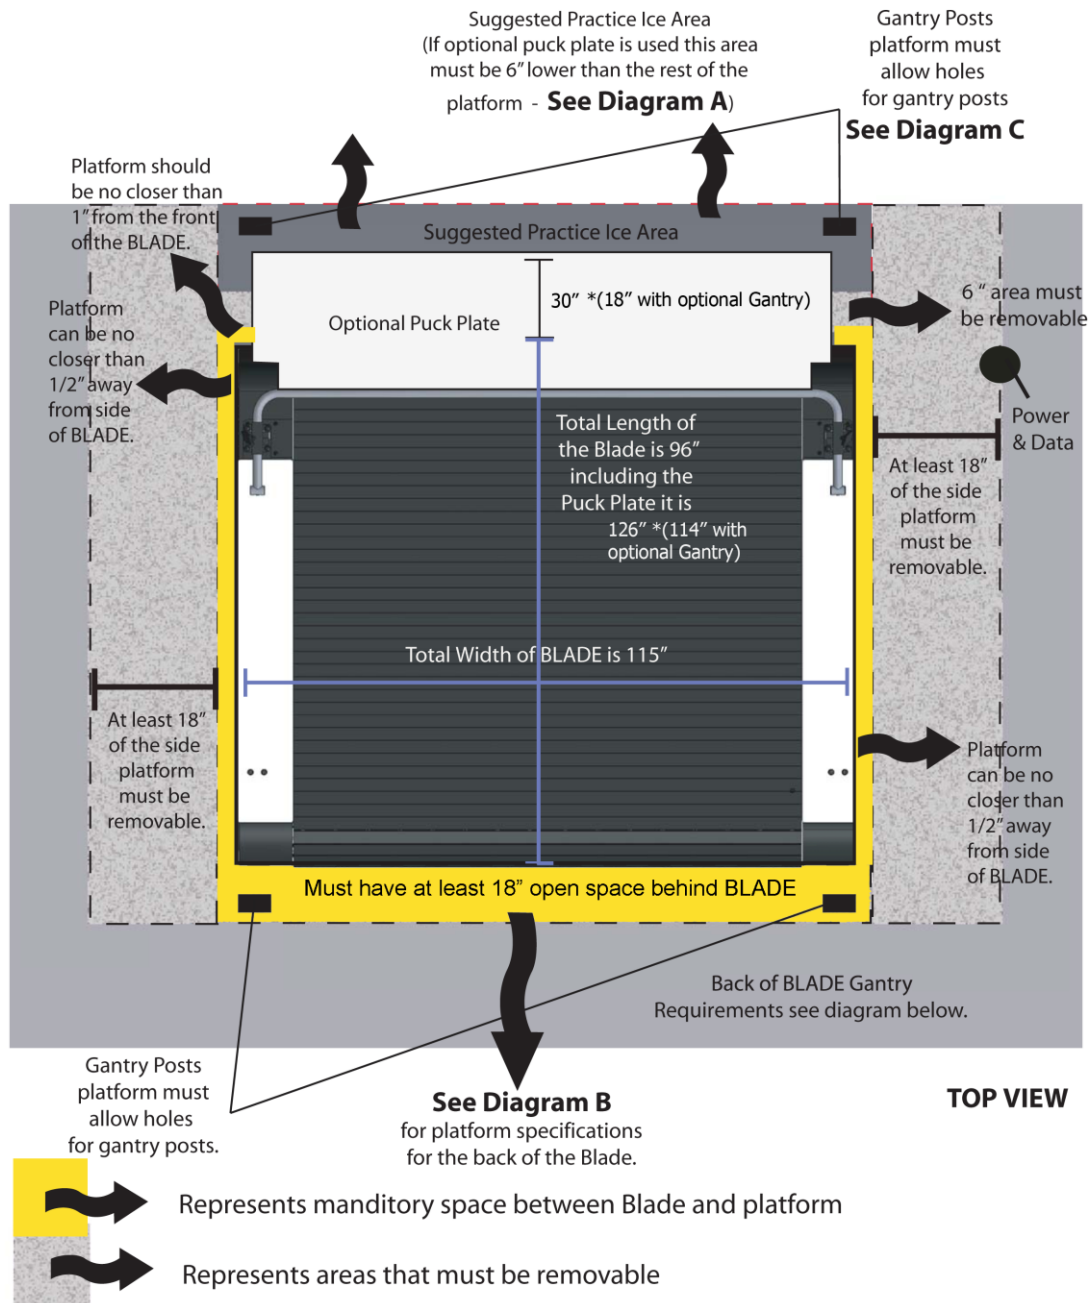 Suggested Practice Ice Area
(If optional puck plate is used this area
must be 6” lower than the rest of the
platform - See Diagram A)
Gantry Posts
platform must
allow holes
for gantry posts
See Diagram C
Platform should
be no closer than
1” from the front
of the BLADE.
Suggested Practice Ice Area
30” *(18” with optional Gantry)
Optional Puck Plate
6 “ area must
be removable
Platform
can be no
closer than
1/2” away
from side
of BLADE.
Power
& Data
Total Length of
the Blade is 96”
including the
Puck Plate it is
126” *(114” with
optional Gantry)
At least 18”
of the side
platform
must be
removable.
Total Width of BLADE is 115”
At least 18”
of the side
platform
must be
removable.
Platform
can be no
closer than
1/2” away
from side
of BLADE.
Must have at least 18” open space behind BLADE
Back of BLADE Gantry
Requirements see diagram below.
Gantry Posts
platform must
allow holes
for gantry posts.
See Diagram B
for platform specifications
for the back of the Blade.
TOP VIEW
Represents manditory space between Blade and platform
Represents areas that must be removable